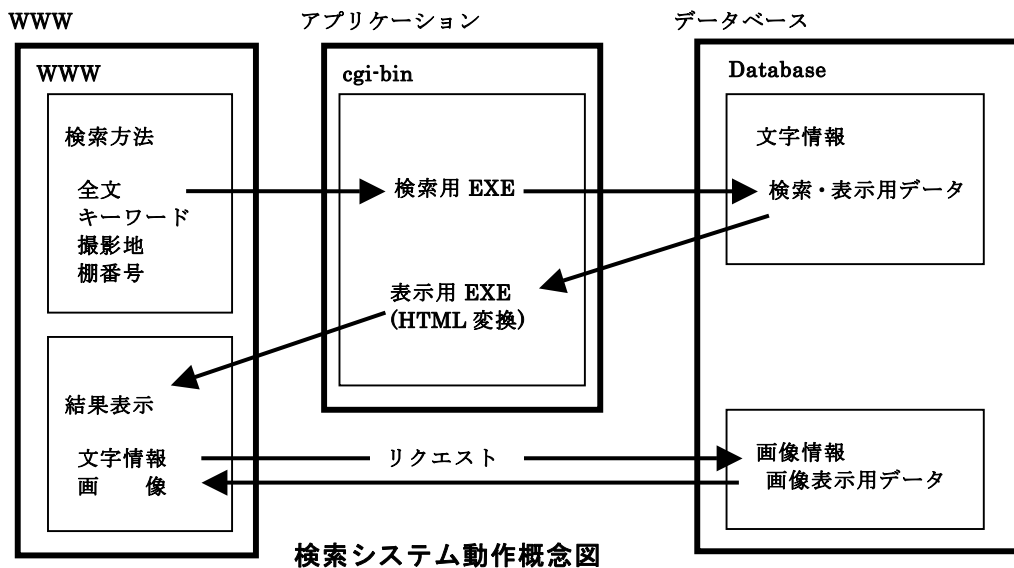 WWW
アプリケーション
データベース
WWW
検索方法
全文
キーワード
撮影地
棚番号
結果表示
文字情報
画　　像
cgi-bin
検索用 EXE
表示用 EXE
(HTML 変換)
リクエスト
Database
文字情報
検索・表示用データ
画像情報
画像表示用データ
検索システム動作概念図